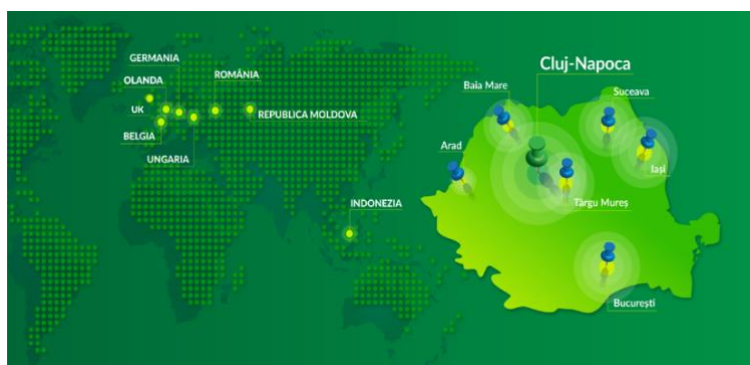 GERMANIA
OLANDA
ROMÂNIA
UK
REPUBLICA MOLDOVA
BELGIA
UNGARIA
INDONEZIA
Cluj-Napoca
Baia Mare
Suceava
Arad
Iași
Târgu Mureș
București